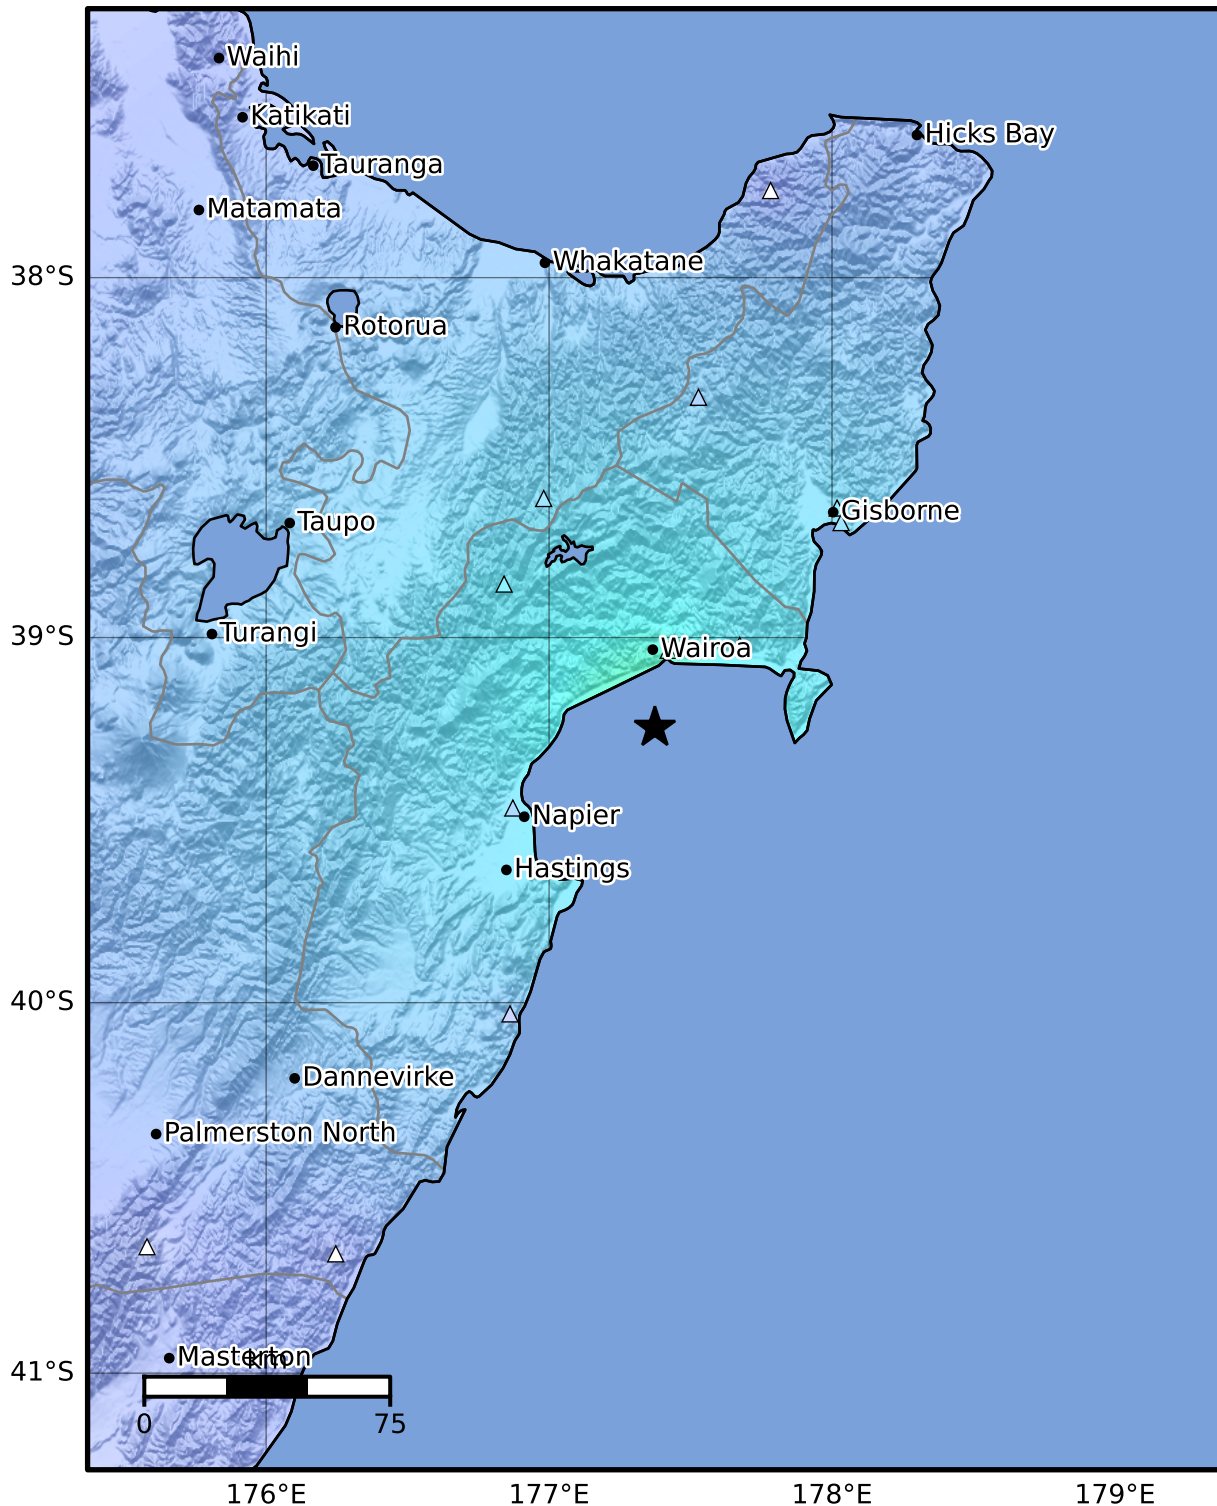 Waihi
Katikati
Hicks Bay
Tauranga
Matamata
Whakatane
38°S
Rotorua
Gisborne
Taupo
39°S
Turangi
Wairoa
Napier
Hastings
40°S
Dannevirke
Palmerston North
Masterton
km
41°S
0
75
176°E
177°E
178°E
179°E